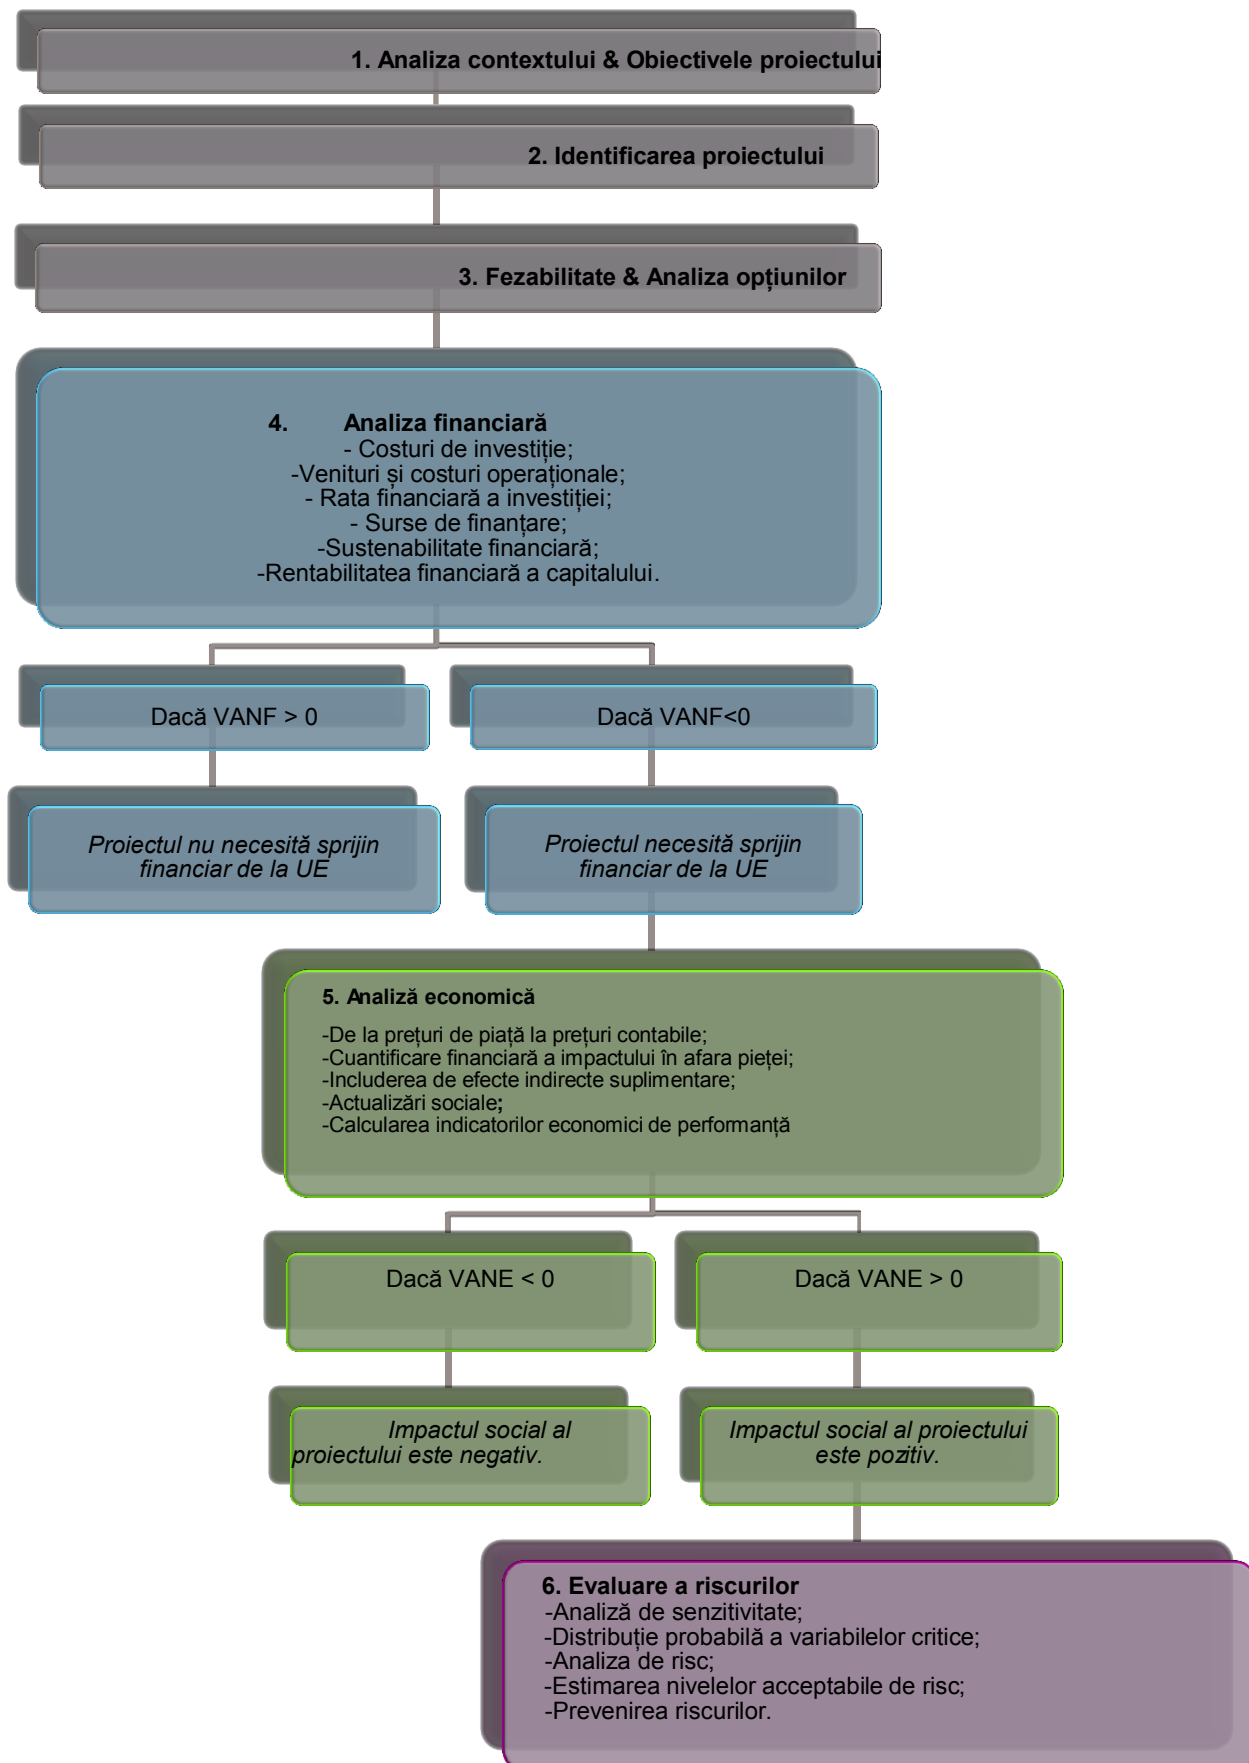 1. Analiza contextului & Obiectivele proiectului
2. Identificarea proiectului
3. Fezabilitate & Analiza opțiunilor
4. Analiza financiară
- Costuri de investiție;
-Venituri și costuri operaționale;
- Rata financiară a investiției;
- Surse de finanțare;
-Sustenabilitate financiară;
-Rentabilitatea financiară a capitalului.
Dacă VANF > 0
Dacă VANF<0
Proiectul nu necesită sprijin
financiar de la UE
Proiectul necesită sprijin
financiar de la UE
5. Analiză economică
-De la prețuri de piață la prețuri contabile;
-Cuantificare financiară a impactului în afara pieței;
-Includerea de efecte indirecte suplimentare;
-Actualizări sociale;
-Calcularea indicatorilor economici de performanță
Dacă VANE < 0
Dacă VANE > 0
Impactul social al
proiectului este negativ.
Impactul social al proiectului
este pozitiv.
6. Evaluare a riscurilor
-Analiză de senzitivitate;
-Distribuție probabilă a variabilelor critice;
-Analiza de risc;
-Estimarea nivelelor acceptabile de risc;
-Prevenirea riscurilor.